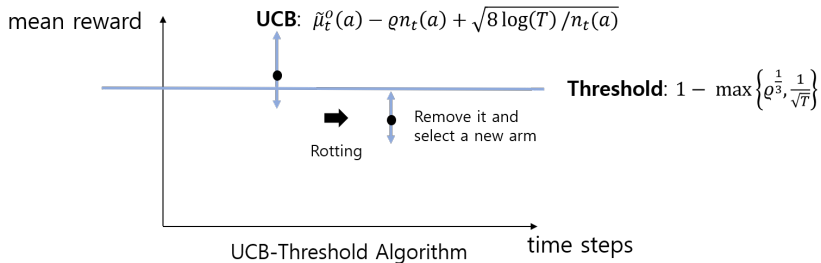 mean reward
UCB: μ̃ₜᵒ(a) − ϱnₜ(a) + √(8 log(T) /nₜ(a))
Threshold: 1 − max{ϱ^(1/3), 1/√T}
Remove it and
select a new arm
Rotting
time steps
UCB-Threshold Algorithm